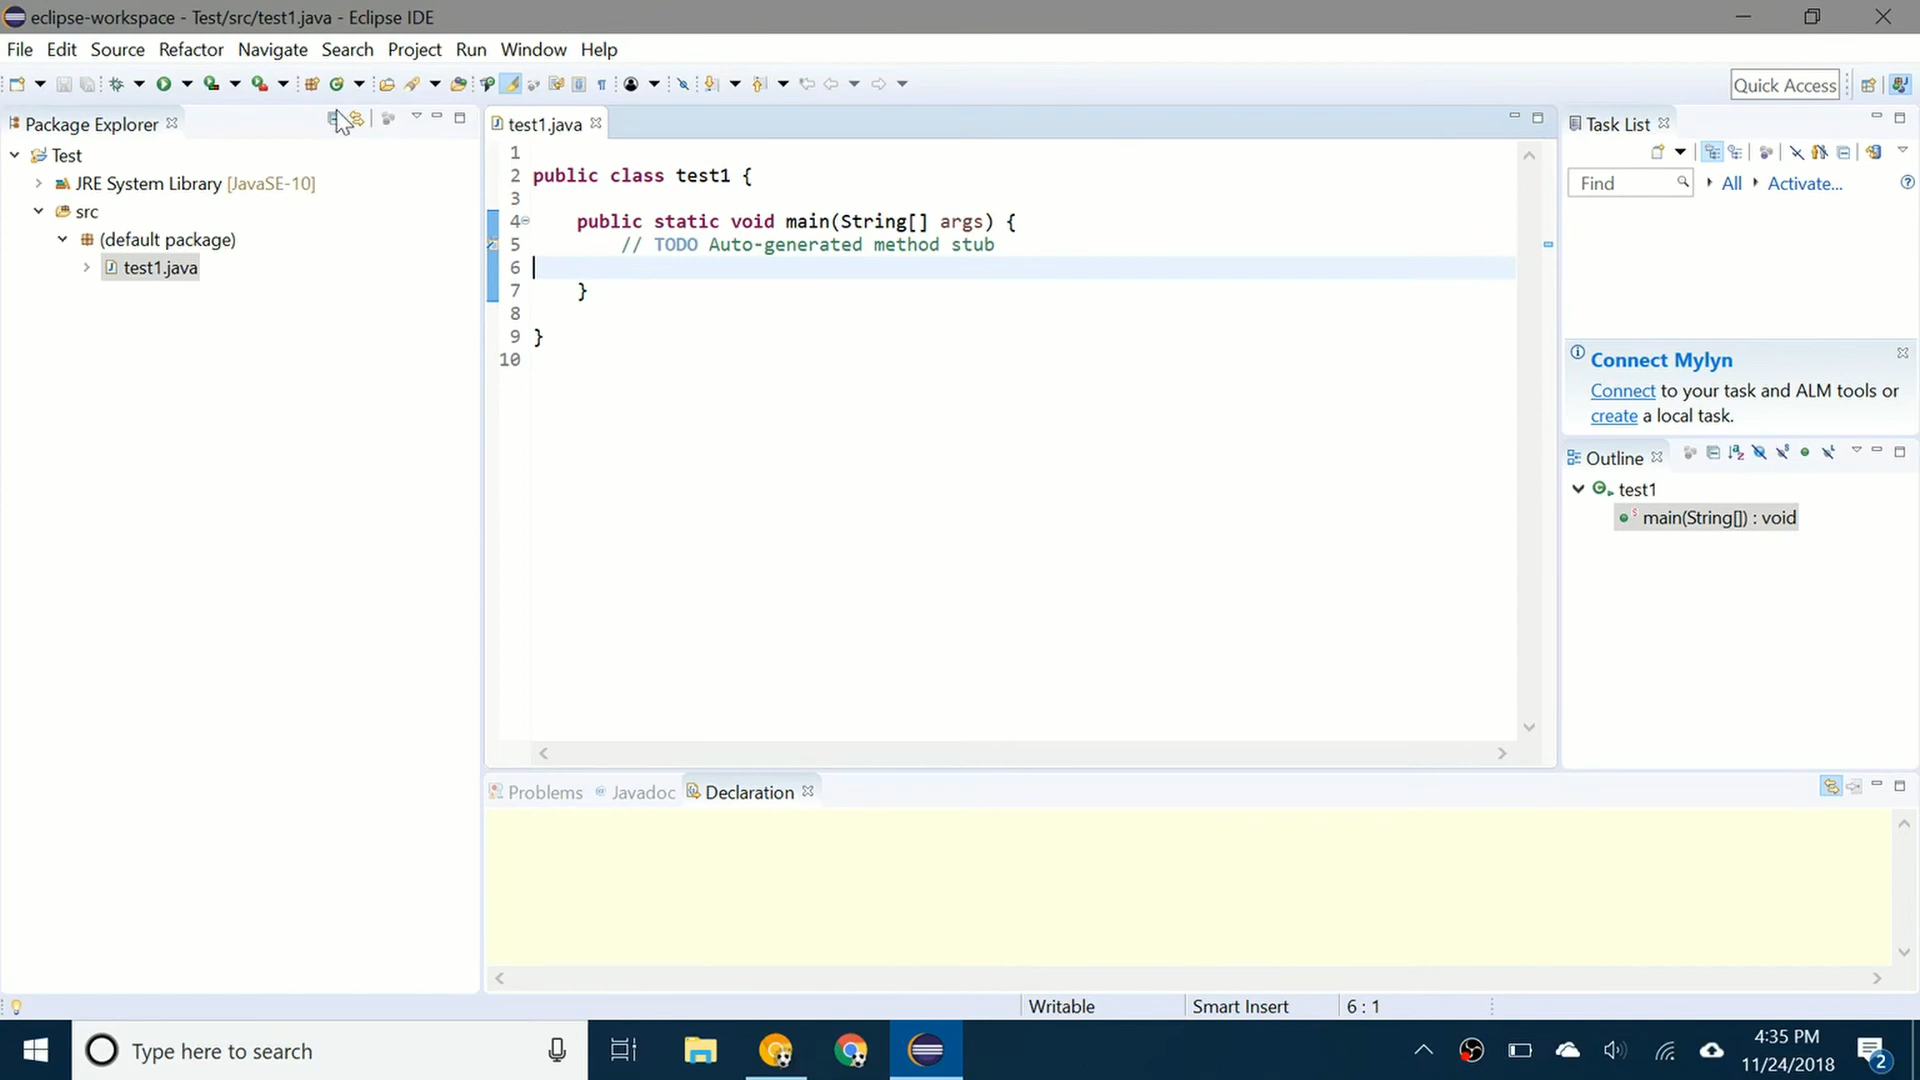 eclipse-workspace - Test/src/test1.java - Eclipse IDE
File Edit Source Refactor Navigate Search Project Run Window Help
Quick Access
Package Explorer
test1.java
Task List
Test
JRE System Library [JavaSE-10]
src
(default package)
test1.java
1
2 public class test1 {
3
4 public static void main(String[] args) {
5 // TODO Auto-generated method stub
6
7 }
8
9 }
10
Find All Activate...
Connect Mylyn
Connect to your task and ALM tools or
create a local task.
Outline
test1
main(String[]) : void
Problems @ Javadoc Declaration
Writable Smart Insert 6 : 1
Type here to search
4:35 PM
11/24/2018
2